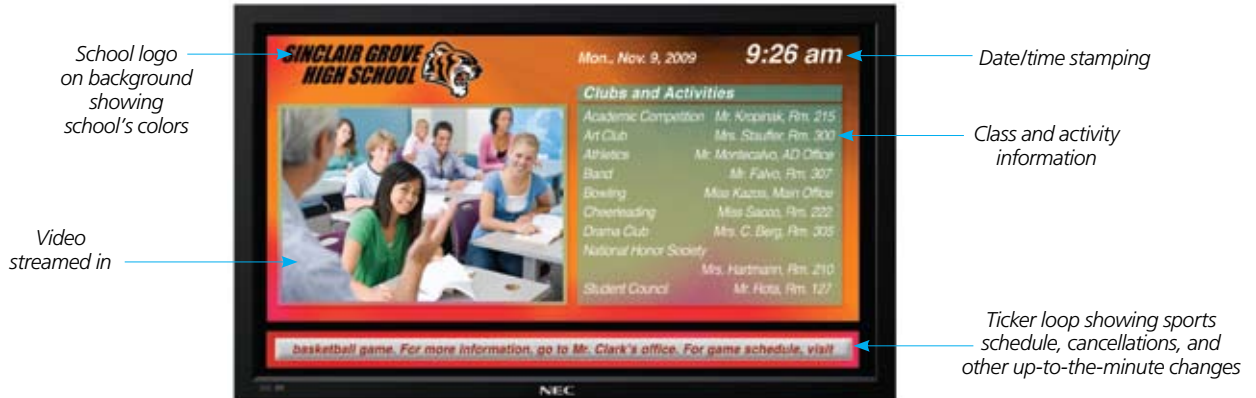 School logo
on background
showing
school's colors
Video
streamed in
SINCLAIR GROVE
HIGH SCHOOL
Mon., Nov. 9, 2009 9:26 am
Clubs and Activities
Academic Competition Mr. Kropinak, Rm. 215
Art Club Mrs. Stauffer, Rm. 300
Athletics Mr. Montecalvo, AD Office
Band Mr. Falvo, Rm. 307
Bowling Miss Kazos, Main Office
Cheerleading Miss Sacco, Rm. 222
Drama Club Mrs. C. Berg, Rm. 305
National Honor Society
Mrs. Hartmann, Rm. 210
Student Council Mr. Rota, Rm. 127
basketball game. For more information, go to Mr. Clark's office. For game schedule, visit
NEC
Date/time stamping
Class and activity
information
Ticker loop showing sports
schedule, cancellations, and
other up-to-the-minute changes